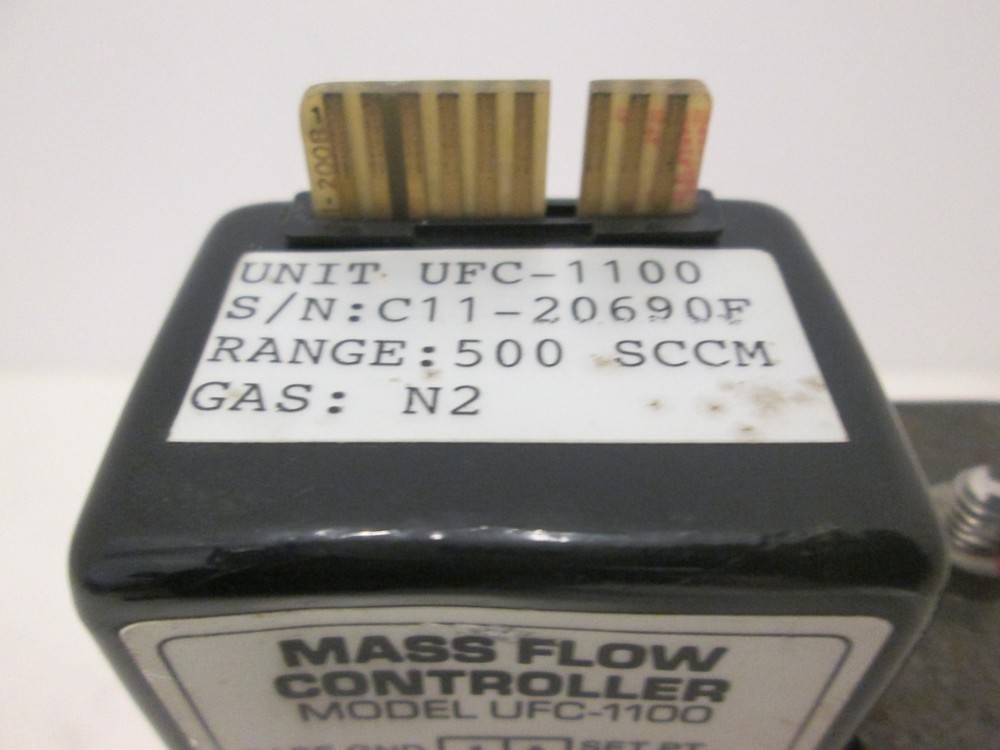 UNIT UFC-1100
S/N:C11-20690F
RANGE:500 SCCM
GAS: N2
MASS FLOW
CONTROLLER
MODEL UFC-1100